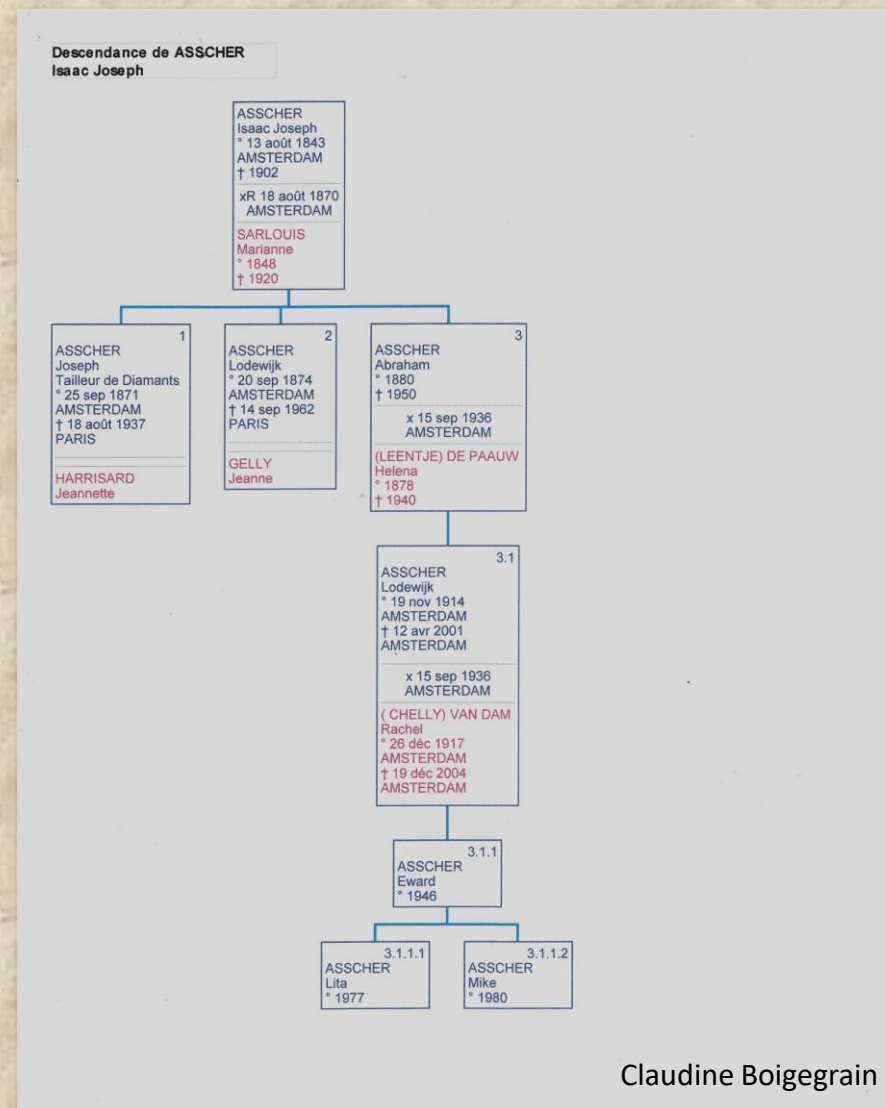 Descendance de ASSCHER
Isaac Joseph
ASSCHER
Isaac Joseph
° 13 août 1843
AMSTERDAM
† 1902
xR 18 août 1870
AMSTERDAM
SARLOUIS
Marianne
° 1848
† 1920
1
ASSCHER
Joseph
Tailleur de Diamants
° 25 sep 1871
AMSTERDAM
† 18 août 1937
PARIS
HARRISARD
Jeannette
2
ASSCHER
Lodewijk
° 20 sep 1874
AMSTERDAM
† 14 sep 1962
PARIS
GELLY
Jeanne
3
ASSCHER
Abraham
° 1880
† 1950
x 15 sep 1936
AMSTERDAM
(LEENTJE) DE PAAUW
Helena
° 1878
† 1940
3.1
ASSCHER
Lodewijk
° 19 nov 1914
AMSTERDAM
† 12 avr 2001
AMSTERDAM
x 15 sep 1936
AMSTERDAM
( CHELLY) VAN DAM
Rachel
° 26 déc 1917
AMSTERDAM
† 19 déc 2004
AMSTERDAM
3.1.1
ASSCHER
Eward
° 1946
3.1.1.1
ASSCHER
Lita
° 1977
3.1.1.2
ASSCHER
Mike
° 1980
Claudine Boigegrain